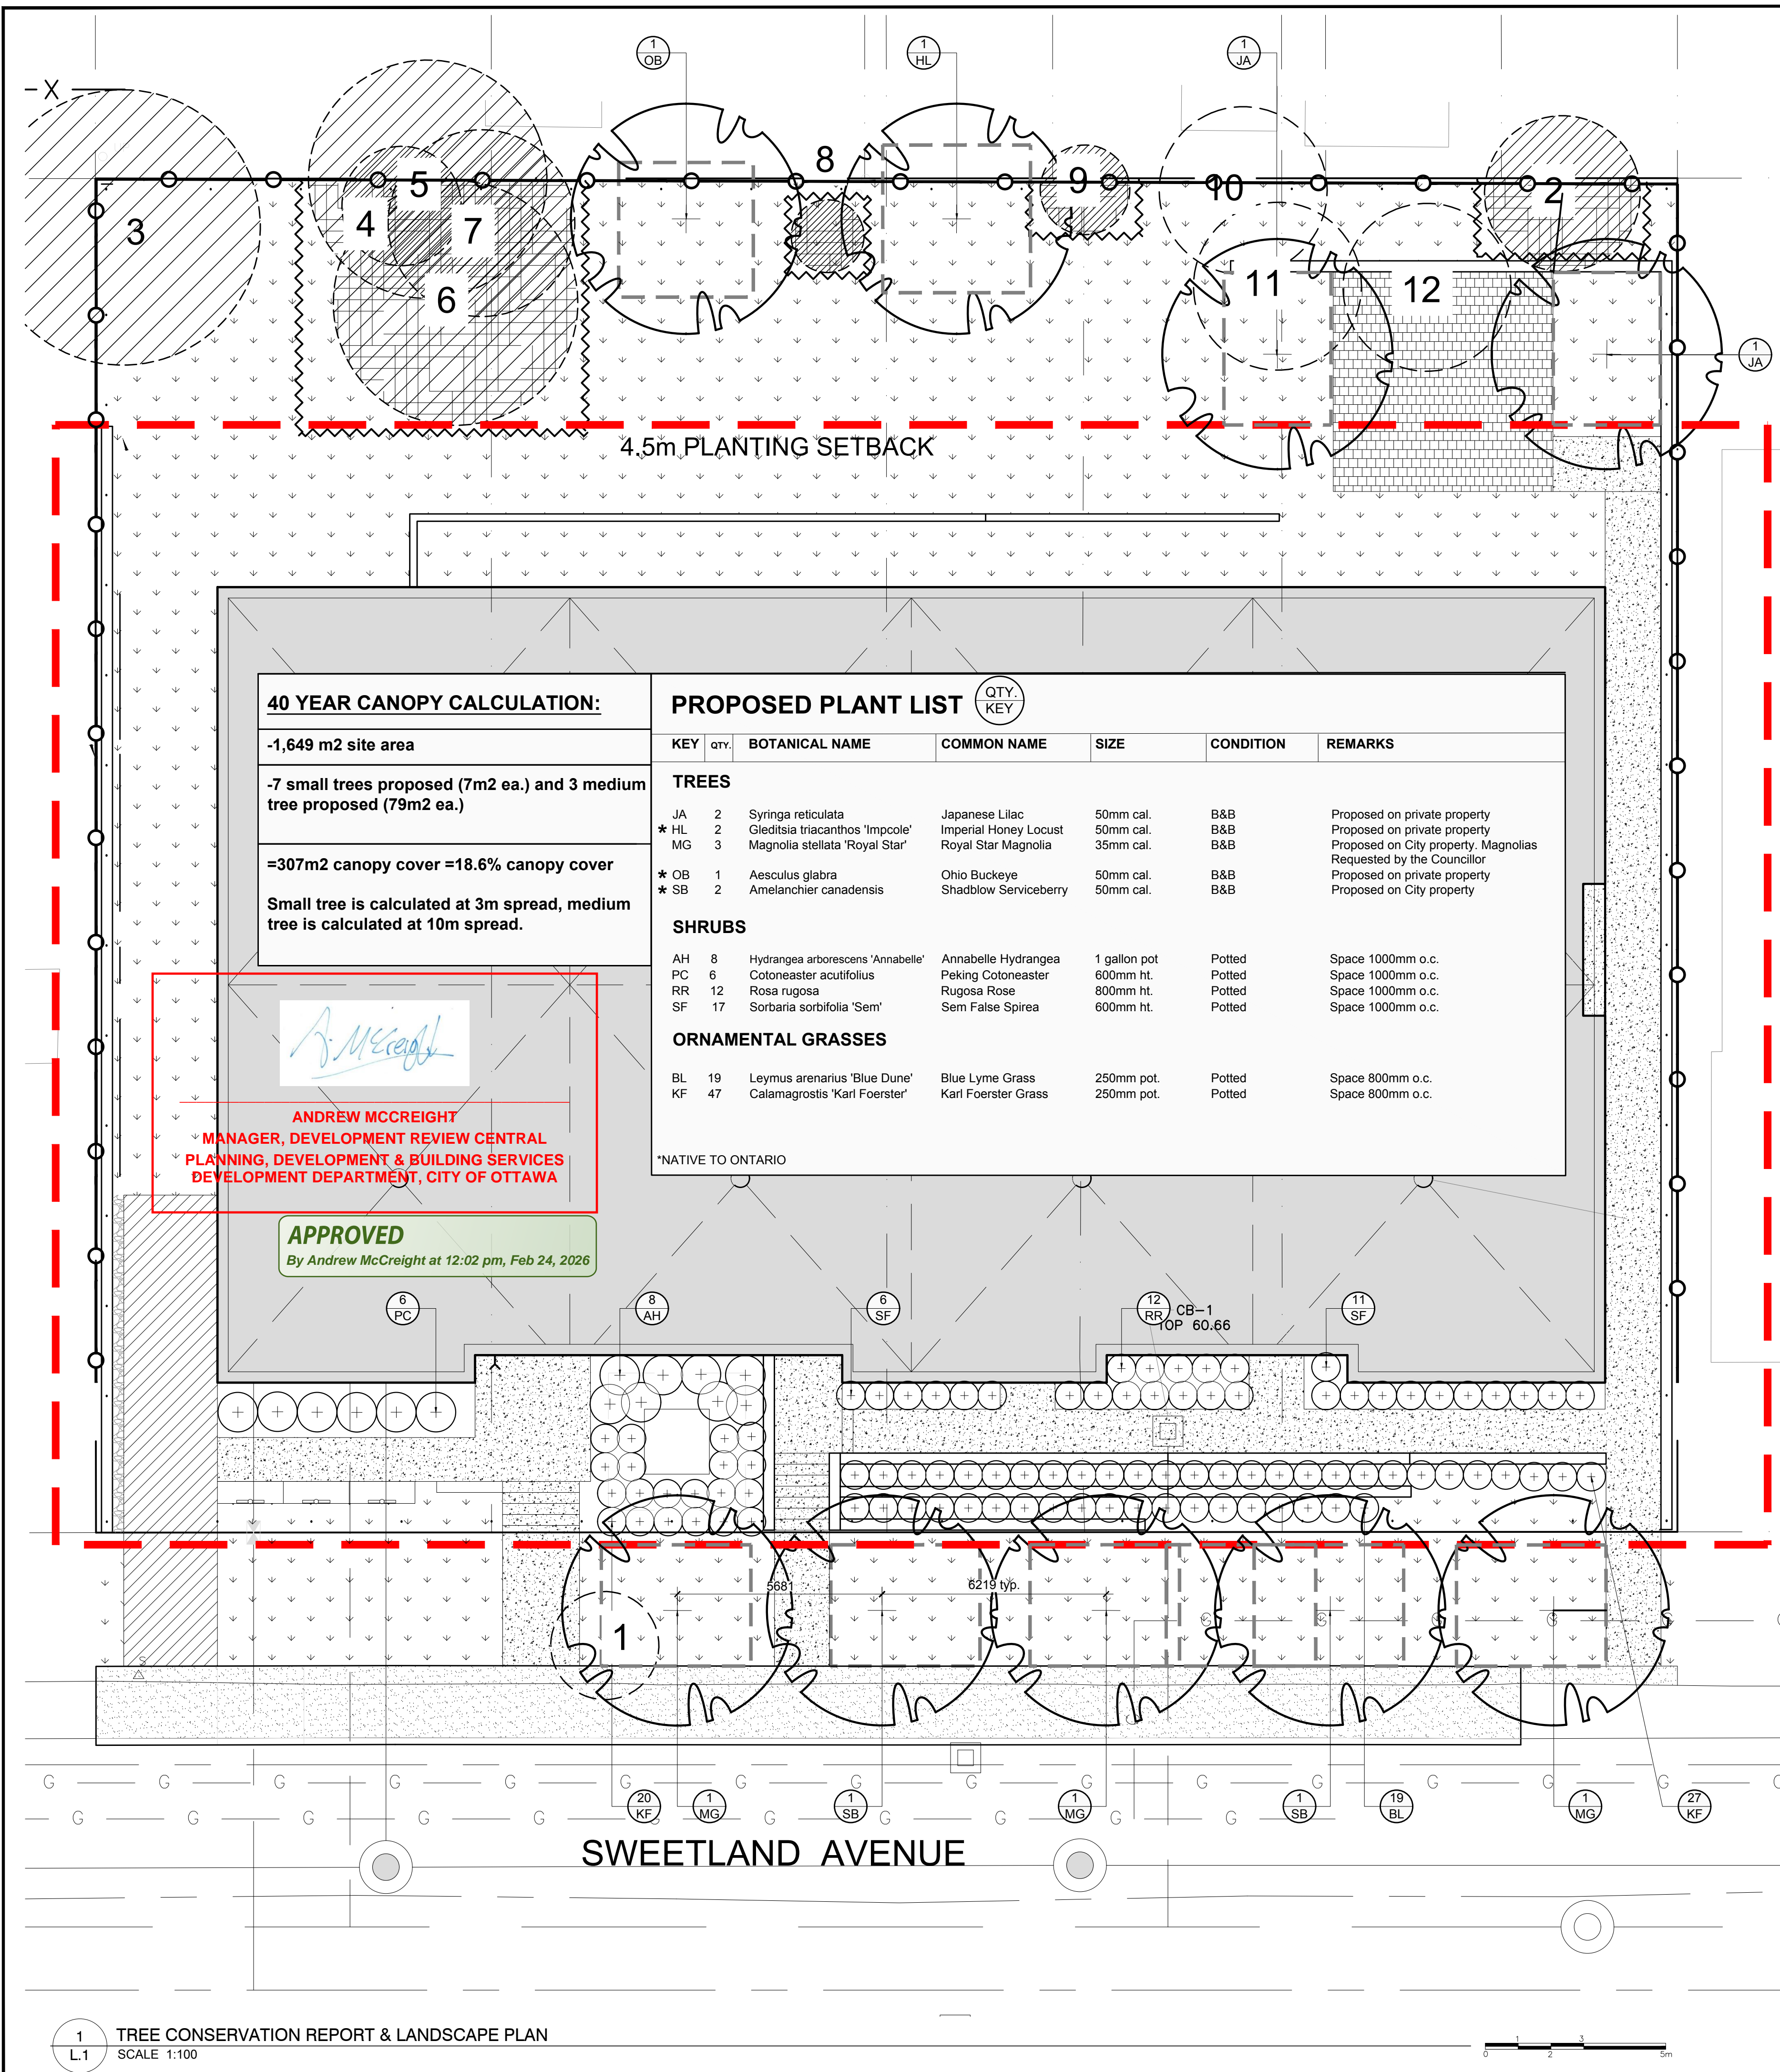 1
OB
1
HL
1
JA
X
3
5
4
7
6
8
9
10
2
11
12
1
JA
4.5m PLANTING SETBACK
40 YEAR CANOPY CALCULATION:
-1,649 m2 site area
-7 small trees proposed (7m2 ea.) and 3 medium
tree proposed (79m2 ea.)
=307m2 canopy cover =18.6% canopy cover
Small tree is calculated at 3m spread, medium
tree is calculated at 10m spread.
PROPOSED PLANT LIST QTY. KEY
KEY QTY. BOTANICAL NAME COMMON NAME SIZE CONDITION REMARKS
TREES
JA 2 Syringa reticulata Japanese Lilac 50mm cal. B&B Proposed on private property
* HL 2 Gleditsia triacanthos 'Impcole' Imperial Honey Locust 50mm cal. B&B Proposed on private property
MG 3 Magnolia stellata 'Royal Star' Royal Star Magnolia 35mm cal. B&B Proposed on City property. Magnolias
Requested by the Councillor
* OB 1 Aesculus glabra Ohio Buckeye 50mm cal. B&B Proposed on private property
* SB 2 Amelanchier canadensis Shadblow Serviceberry 50mm cal. B&B Proposed on City property
SHRUBS
AH 8 Hydrangea arborescens 'Annabelle' Annabelle Hydrangea 1 gallon pot Potted Space 1000mm o.c.
PC 6 Cotoneaster acutifolius Peking Cotoneaster 600mm ht. Potted Space 1000mm o.c.
RR 12 Rosa rugosa Rugosa Rose 800mm ht. Potted Space 1000mm o.c.
SF 17 Sorbaria sorbifolia 'Sem' Sem False Spirea 600mm ht. Potted Space 1000mm o.c.
ORNAMENTAL GRASSES
BL 19 Leymus arenarius 'Blue Dune' Blue Lyme Grass 250mm pot. Potted Space 800mm o.c.
KF 47 Calamagrostis 'Karl Foerster' Karl Foerster Grass 250mm pot. Potted Space 800mm o.c.
*NATIVE TO ONTARIO
A. McCreight
ANDREW MCCREIGHT
MANAGER, DEVELOPMENT REVIEW CENTRAL
PLANNING, DEVELOPMENT & BUILDING SERVICES
DEVELOPMENT DEPARTMENT, CITY OF OTTAWA
APPROVED
By Andrew McCreight at 12:02 pm, Feb 24, 2026
6
PC
8
AH
6
SF
12
RR
CB-1
TOP 60.66
11
SF
5681
6219 typ.
1
S
G G G S
G G G G G G G G G G G G G G G
20
KF
1
MG
1
SB
1
MG
1
SB
19
BL
1
MG
27
KF
G G G G G G G G G G G
SWEETLAND AVENUE
1
L.1
TREE CONSERVATION REPORT & LANDSCAPE PLAN
SCALE 1:100
1 3
0 2 5m